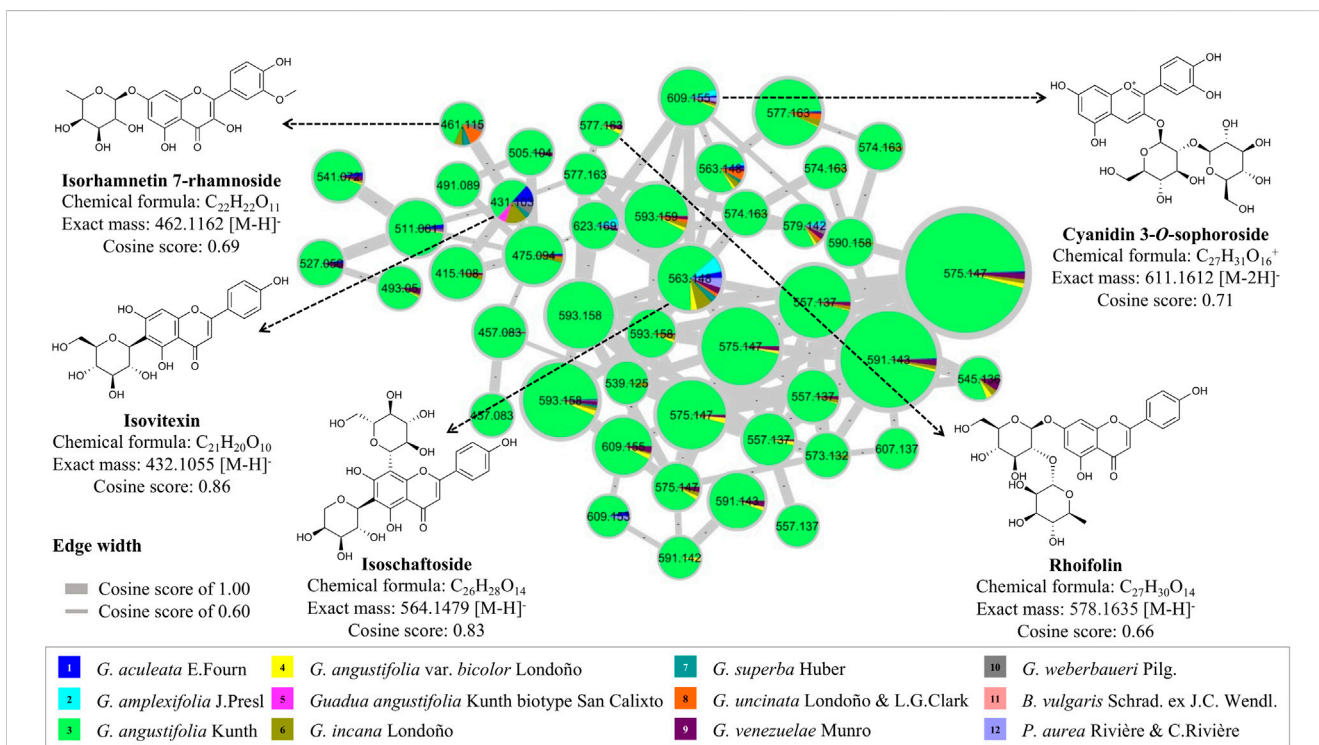 Isorhamnetin 7-rhamnoside
Chemical formula: C22H22O11
Exact mass: 462.1162 [M-H]-
Cosine score: 0.69
Isovitexin
Chemical formula: C21H20O10
Exact mass: 432.1055 [M-H]-
Cosine score: 0.86
Edge width
Cosine score of 1.00
Cosine score of 0.60
Isoschaftoside
Chemical formula: C26H28O14
Exact mass: 564.1479 [M-H]-
Cosine score: 0.83
Cyanidin 3-O-sophoroside
Chemical formula: C27H31O16+
Exact mass: 611.1612 [M-2H]-
Cosine score: 0.71
Rhoifolin
Chemical formula: C27H30O14
Exact mass: 578.1635 [M-H]-
Cosine score: 0.66
609.155
577.163
461.115
577.163
574.163
505.104
563.148
574.163
541.072
491.089
577.163
431.103
593.159
574.163
579.142
511.061
623.169
590.158
475.094
527.056
415.108
563.148
575.147
493.05
557.137
593.158
457.083
593.158
575.147
591.143
539.125
545.136
593.158
557.137
457.083
575.147
609.155
557.137
573.132
607.137
575.147
591.143
609.153
557.137
591.142
1 G. aculeata E.Fourn
2 G. amplexifolia J.Presl
3 G. angustifolia Kunth
4 G. angustifolia var. bicolor Londoño
5 Guadua angustifolia Kunth biotype San Calixto
6 G. incana Londoño
7 G. superba Huber
8 G. uncinata Londoño & L.G.Clark
9 G. venezuelae Munro
10 G. weberbaueri Pilg.
11 B. vulgaris Schrad. ex J.C. Wendl.
12 P. aurea Rivière & C.Rivière